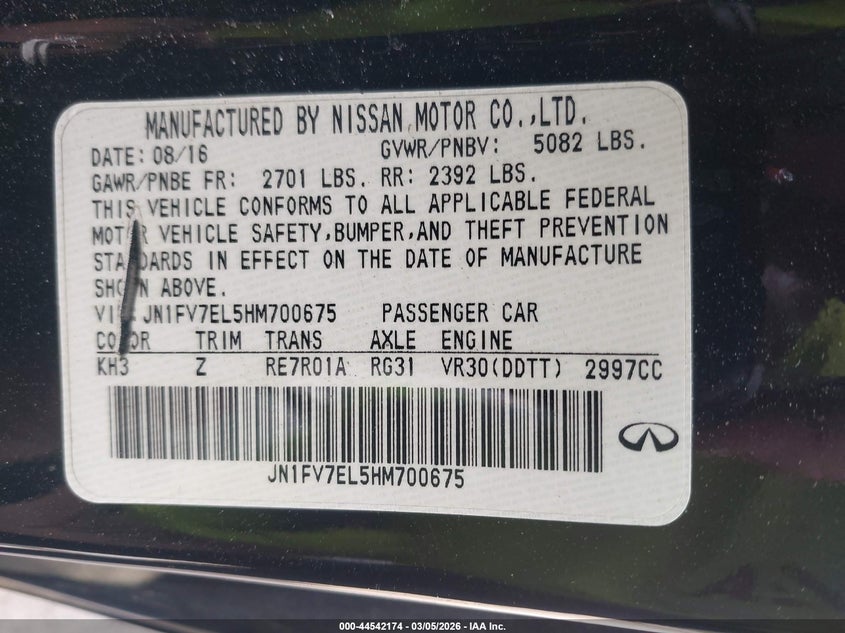 MANUFACTURED BY NISSAN MOTOR CO.,LTD.
DATE: 08/16 GVWR/PNBV: 5082 LBS.
GAWR/PNBE FR: 2701 LBS. RR: 2392 LBS.
THIS VEHICLE CONFORMS TO ALL APPLICABLE FEDERAL
MOTOR VEHICLE SAFETY,BUMPER,AND THEFT PREVENTION
STANDARDS IN EFFECT ON THE DATE OF MANUFACTURE
SHOWN ABOVE.
VIN JN1FV7EL5HM700675 PASSENGER CAR
COLOR TRIM TRANS AXLE ENGINE
KH3 Z RE7R01A RG31 VR30(DDTT) 2997CC
JN1FV7EL5HM700675
000-44542174 | 03/05/2026 - IAA Inc.